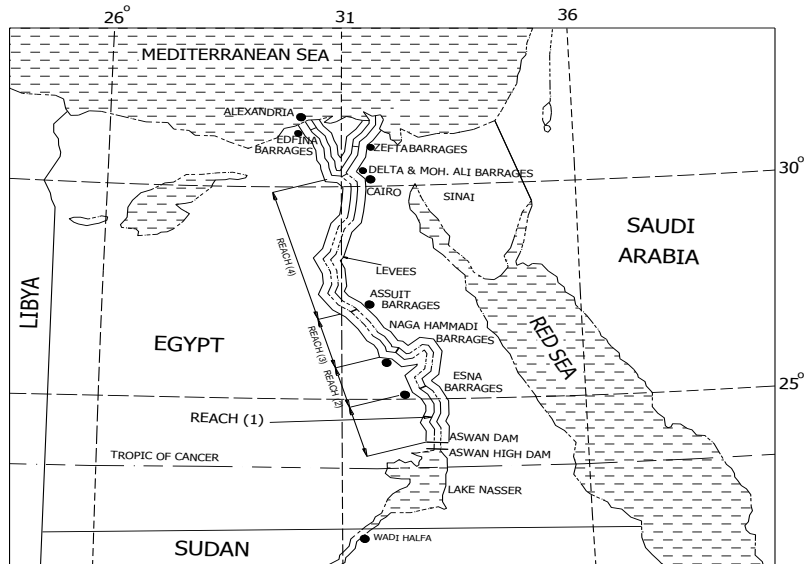 26°
31
36
MEDITERRANEAN SEA
ALEXANDRIA
EDFINA
BARRAGES
ZEFTA BARRAGES
DELTA & MOH. ALI BARRAGES
30°
CAIRO
SINAI
SAUDI
ARABIA
REACH (4)
LEVEES
LIBYA
ASSUIT
BARRAGES
RED SEA
NAGA HAMMADI
BARRAGES
EGYPT
REACH (3)
ESNA
BARRAGES
25°
REACH (2)
REACH (1)
ASWAN DAM
TROPIC OF CANCER
ASWAN HIGH DAM
LAKE NASSER
WADI HALFA
SUDAN